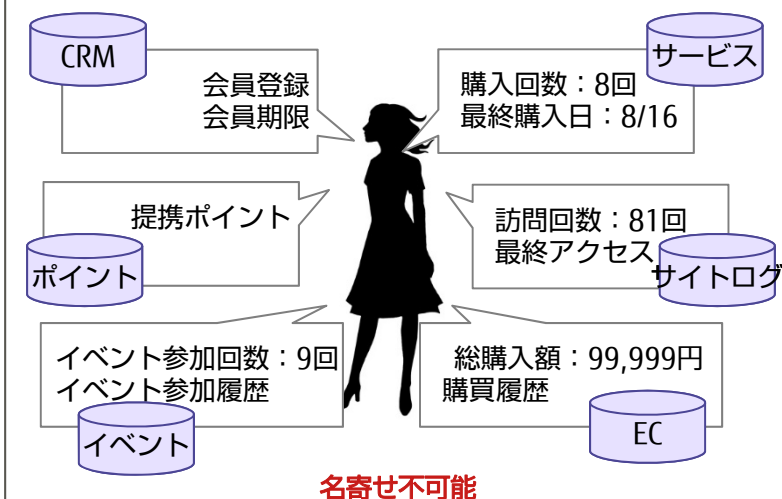 CRM
会員登録
会員期限
サービス
購入回数：8回
最終購入日：8/16
提携ポイント
ポイント
訪問回数：81回
最終アクセス
サイトログ
イベント参加回数：9回
イベント参加履歴
イベント
総購入額：99,999円
購買履歴
EC
名寄せ不可能